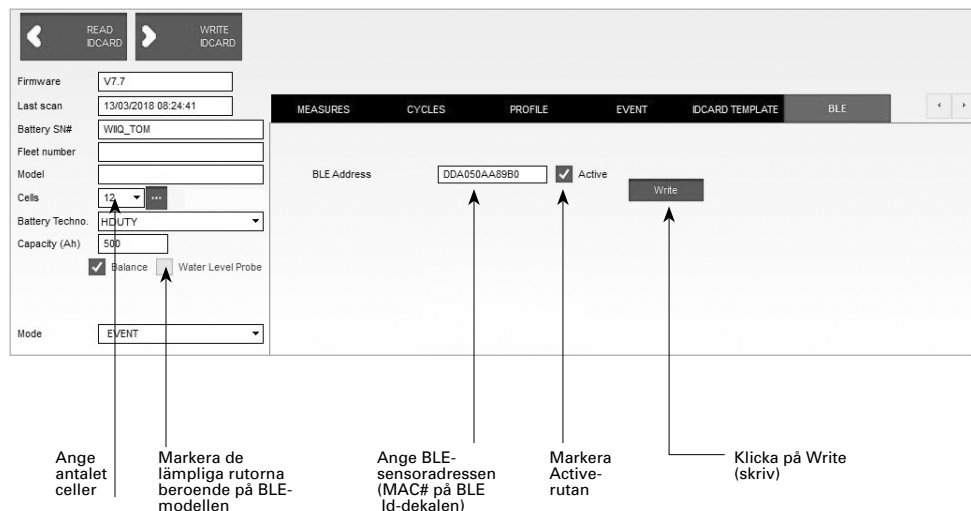 READ
IDCARD
WRITE
IDCARD
Firmware V7.7
Last scan 13/03/2018 08:24:41
Battery SN# WIIQ_TOM
Fleet number
Model
Cells 12 ...
Battery Techno. HDUTY
Capacity (Ah) 500
Balance Water Level Probe
Mode EVENT
MEASURES CYCLES PROFILE EVENT IDCARD TEMPLATE BLE
BLE Address DDA050AA89B0 Active
Write
Ange
antalet
celler
Markera de
lämpliga rutorna
beroende på BLE-
modellen
Ange BLE-
sensoradressen
(MAC# på BLE
Id-dekalen)
Markera
Active-
rutan
Klicka på Write
(skriv)